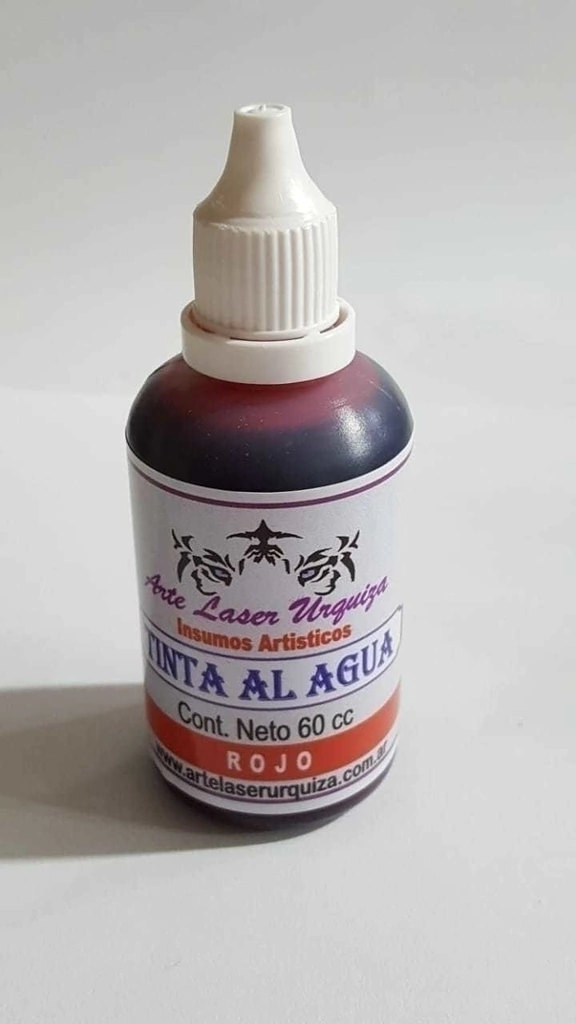 Arte Laser Urquiza
Insumos Artisticos
TINTA AL AGUA
Cont. Neto 60 cc
ROJO
www.artelaserurquiza.com.ar